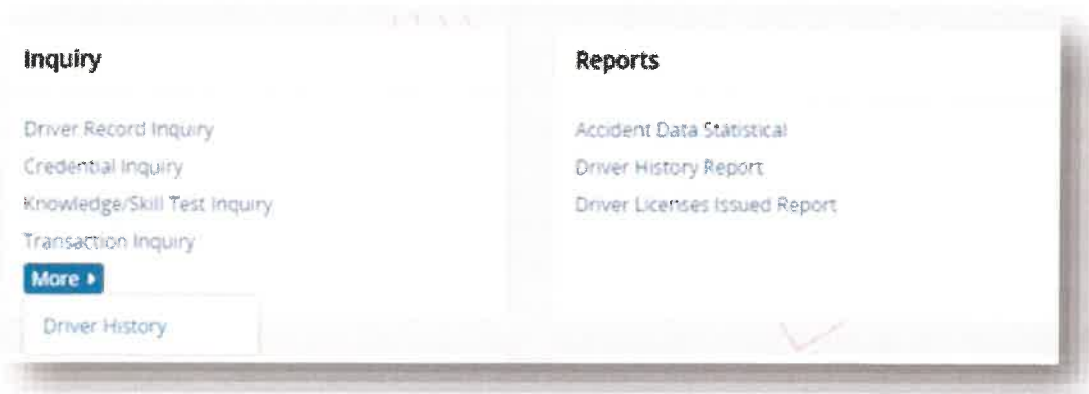 Inquiry
Driver Record Inquiry
Credential Inquiry
Knowledge/Skill Test Inquiry
Transaction Inquiry
More
Driver History
Reports
Accident Data Statistical
Driver History Report
Driver Licenses Issued Report